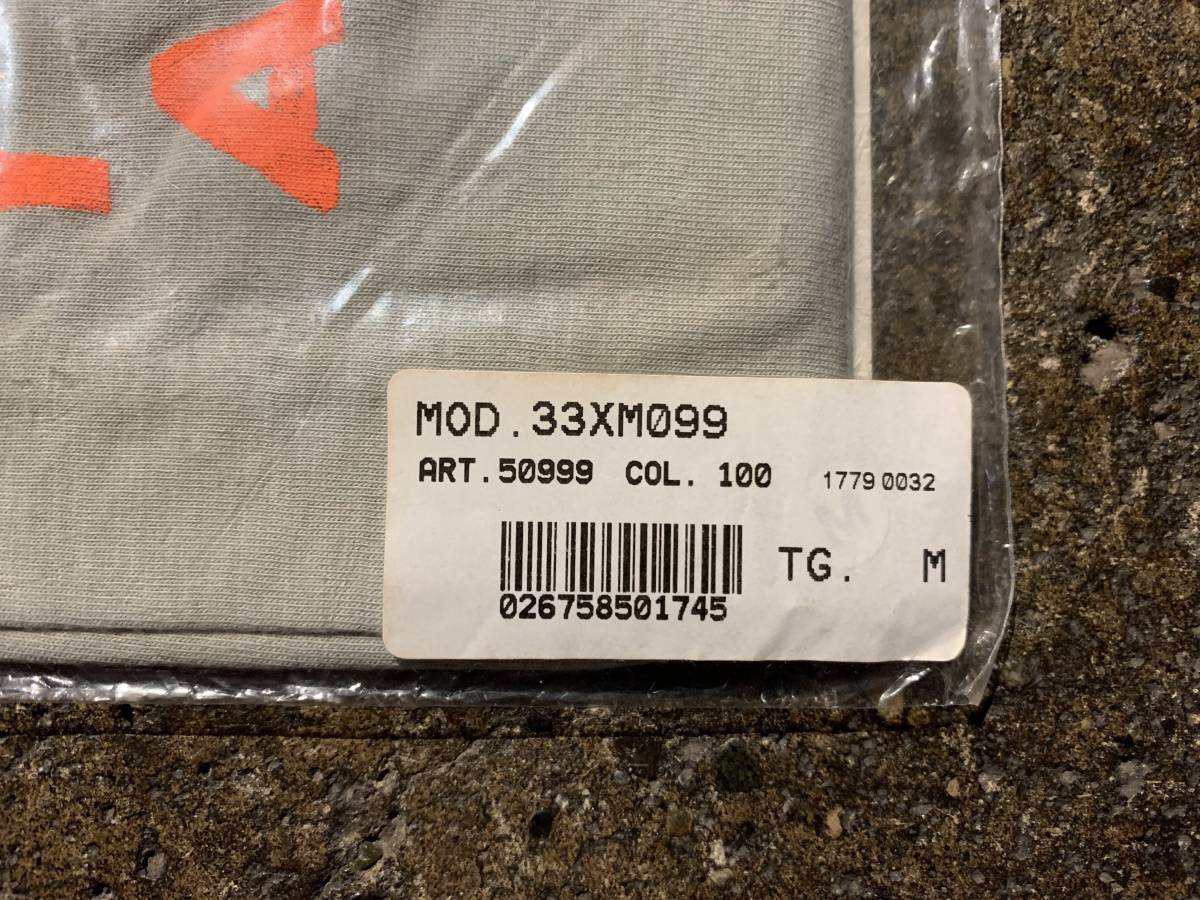 A
MOD.33XM099
ART.50999 COL. 100 1779 0032
M
TG. M
026758501745